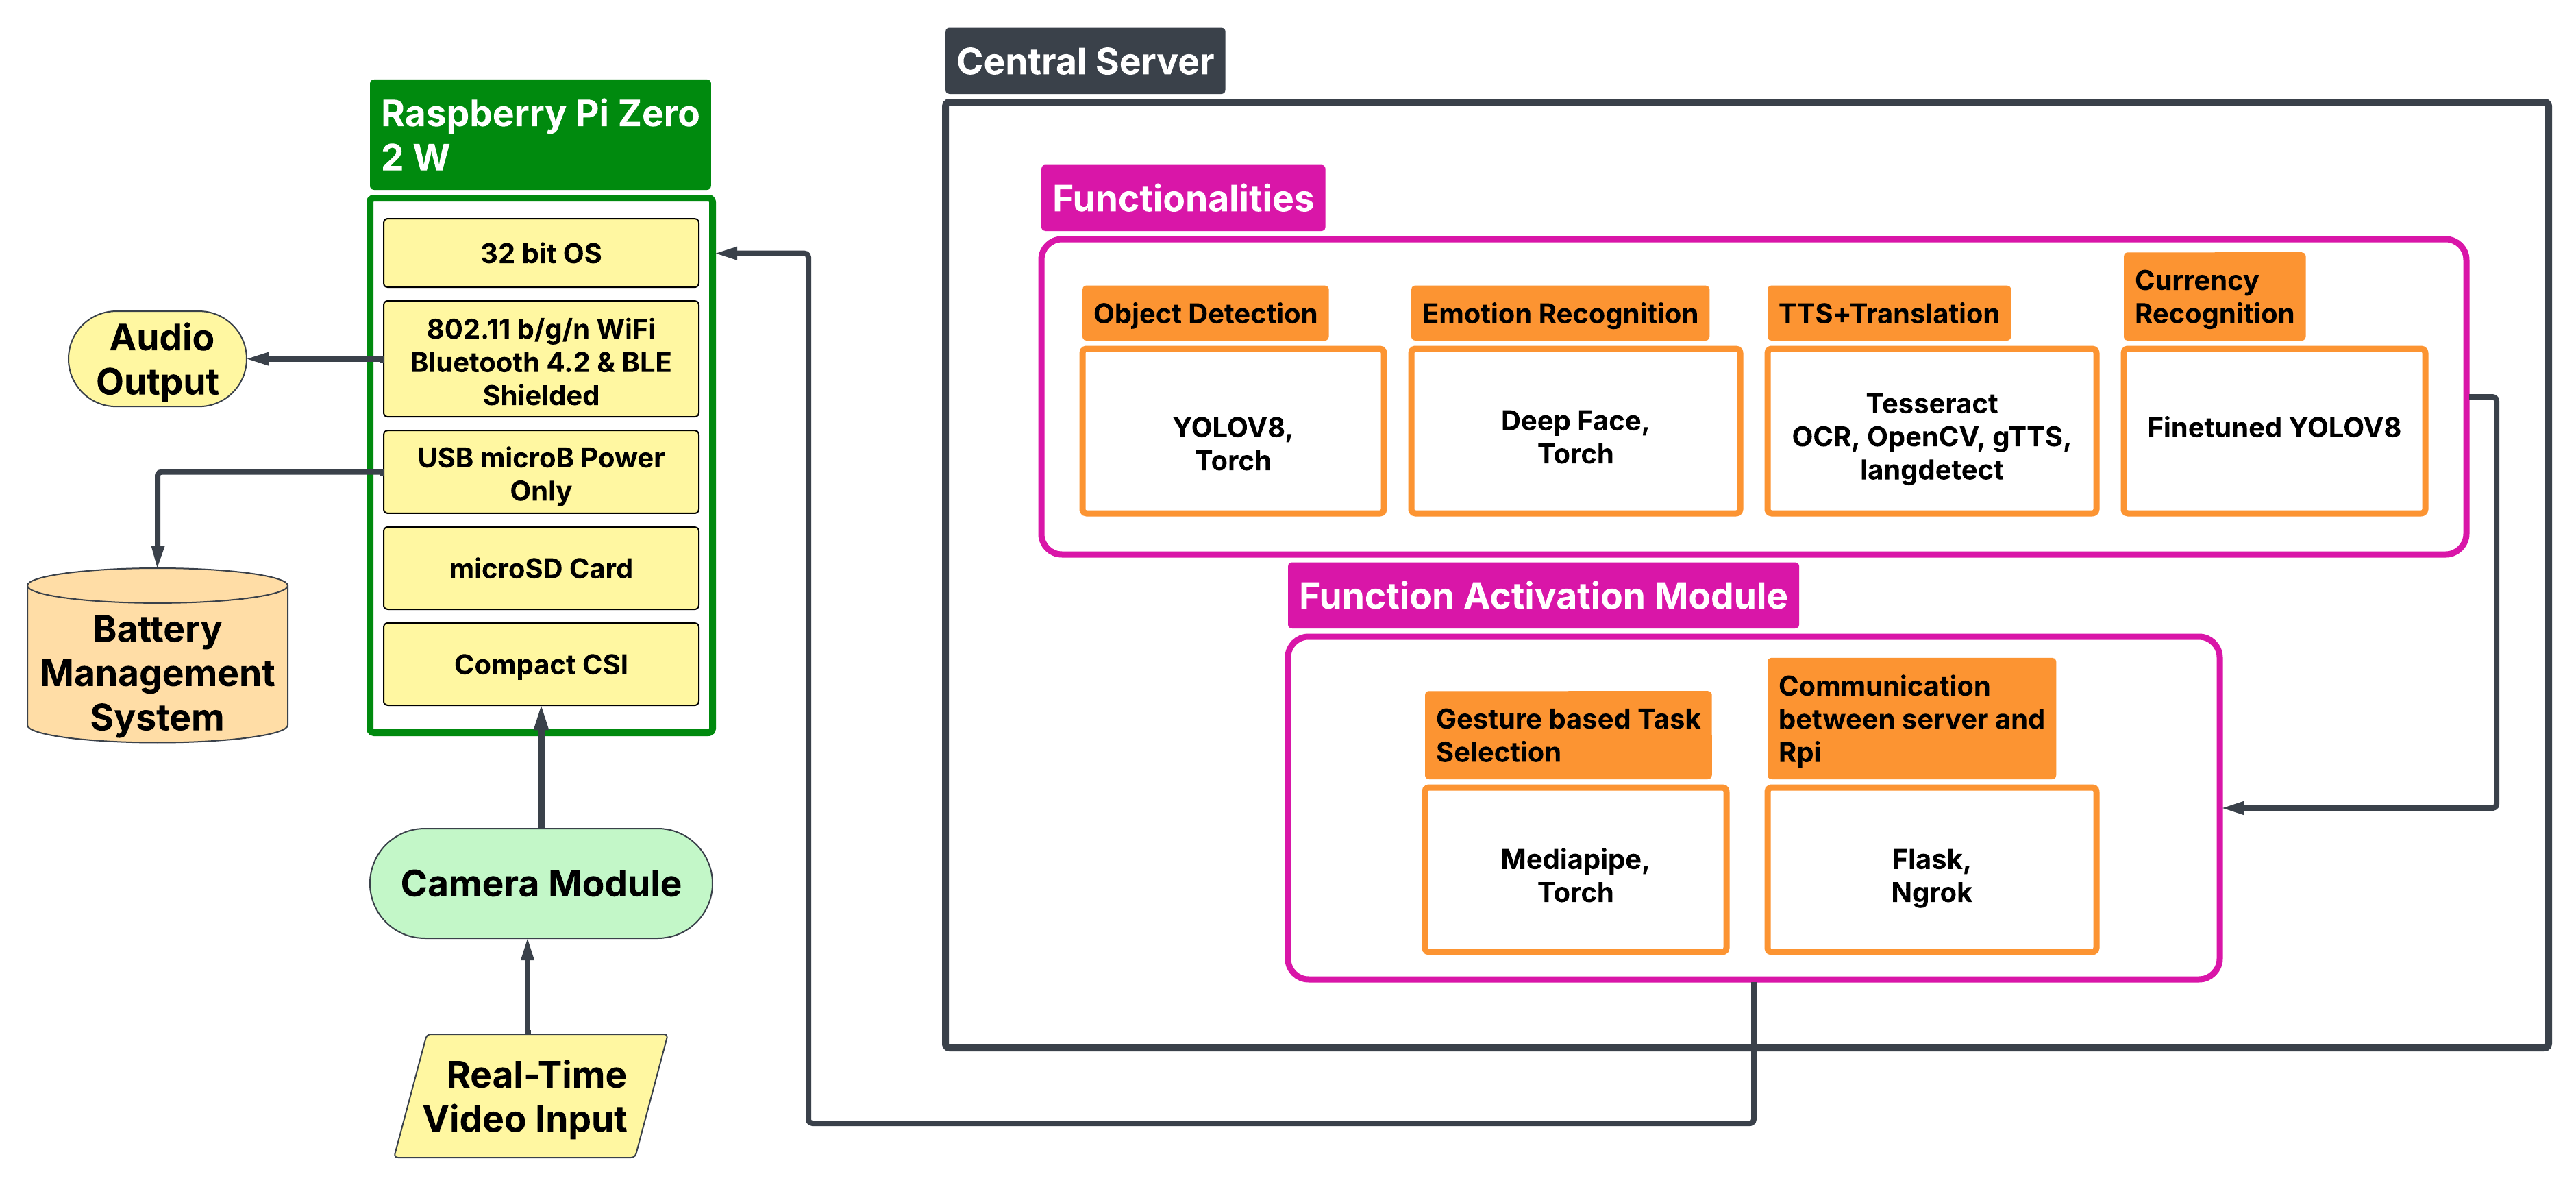 Central Server
Raspberry Pi Zero
2 W
32 bit OS
802.11 b/g/n WiFi
Bluetooth 4.2 & BLE
Shielded
USB microB Power
Only
microSD Card
Compact CSI
Audio
Output
Battery
Management
System
Camera Module
Real-Time
Video Input
Functionalities
Object Detection
YOLOV8,
Torch
Emotion Recognition
Deep Face,
Torch
TTS+Translation
Tesseract
OCR, OpenCV, gTTS,
langdetect
Currency
Recognition
Finetuned YOLOV8
Function Activation Module
Gesture based Task
Selection
Mediapipe,
Torch
Communication
between server and
Rpi
Flask,
Ngrok